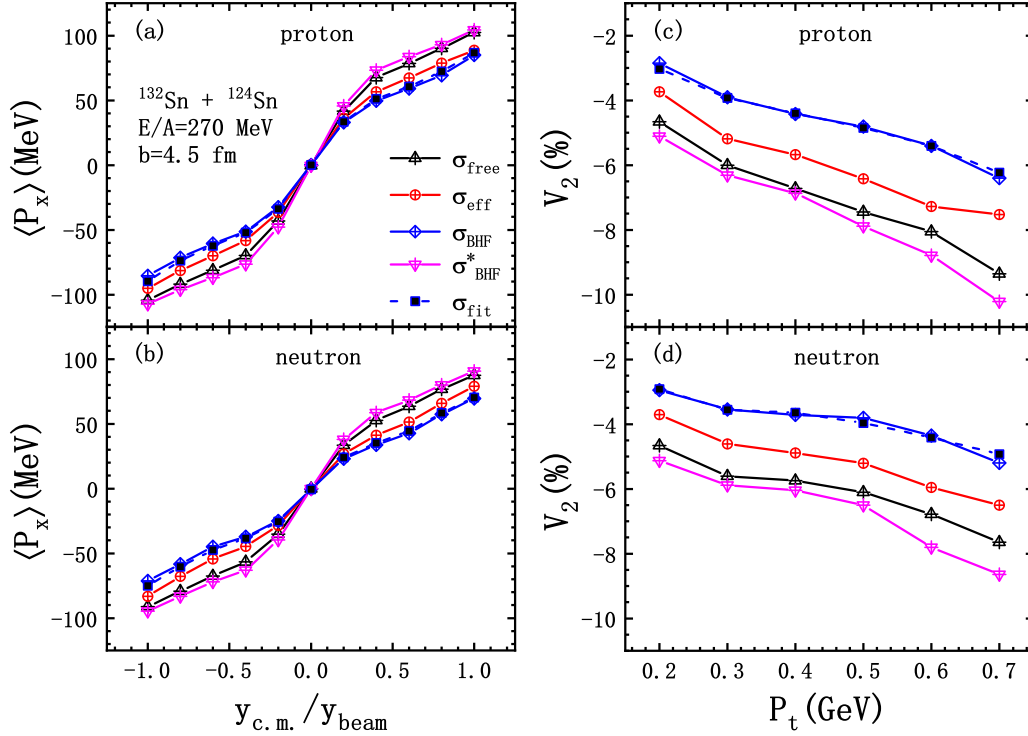 (a) proton
¹³²Sn + ¹²⁴Sn
E/A=270 MeV
b=4.5 fm
σfree
σeff
σBHF
σ*BHF
σfit
100
50
0
-50
-100
⟨Px⟩(MeV)
(b) neutron
100
50
0
-50
-100
⟨Px⟩(MeV)
-1.0 -0.5 0.0 0.5 1.0
yc.m./ybeam
(c) proton
-2
-4
-6
-8
-10
V2(%)
(d) neutron
-2
-4
-6
-8
-10
V2(%)
0.2 0.3 0.4 0.5 0.6 0.7
Pt(GeV)